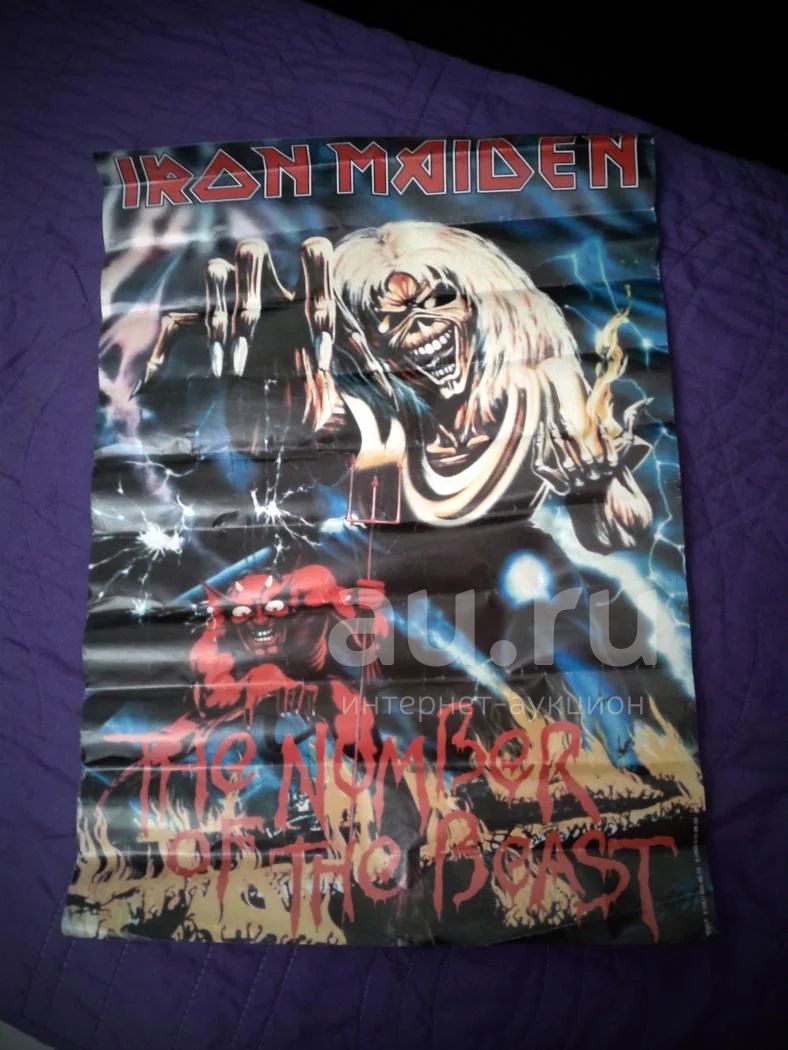 IRON MAIDEN
au.ru
интернет-аукцион
THE NUMBER
OF THE BEAST